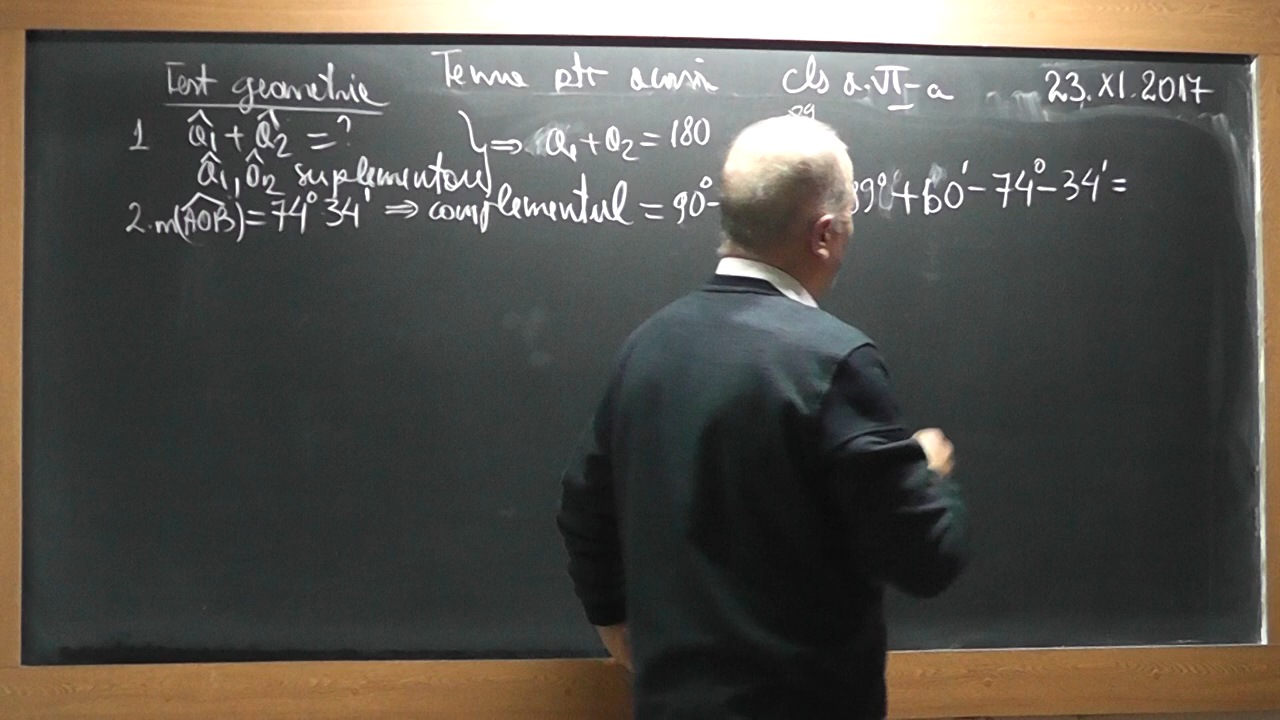 Test geometrie Teme ptr acasă cls a VI-a 23.XI.2017
1 â1 + â2 = ? ⇒ a1 + a2 = 180
â1, â2 suplementare
2. m(AOB) = 74° 34' ⇒ complementul = 90° - 89° + 60' - 74° - 34' =